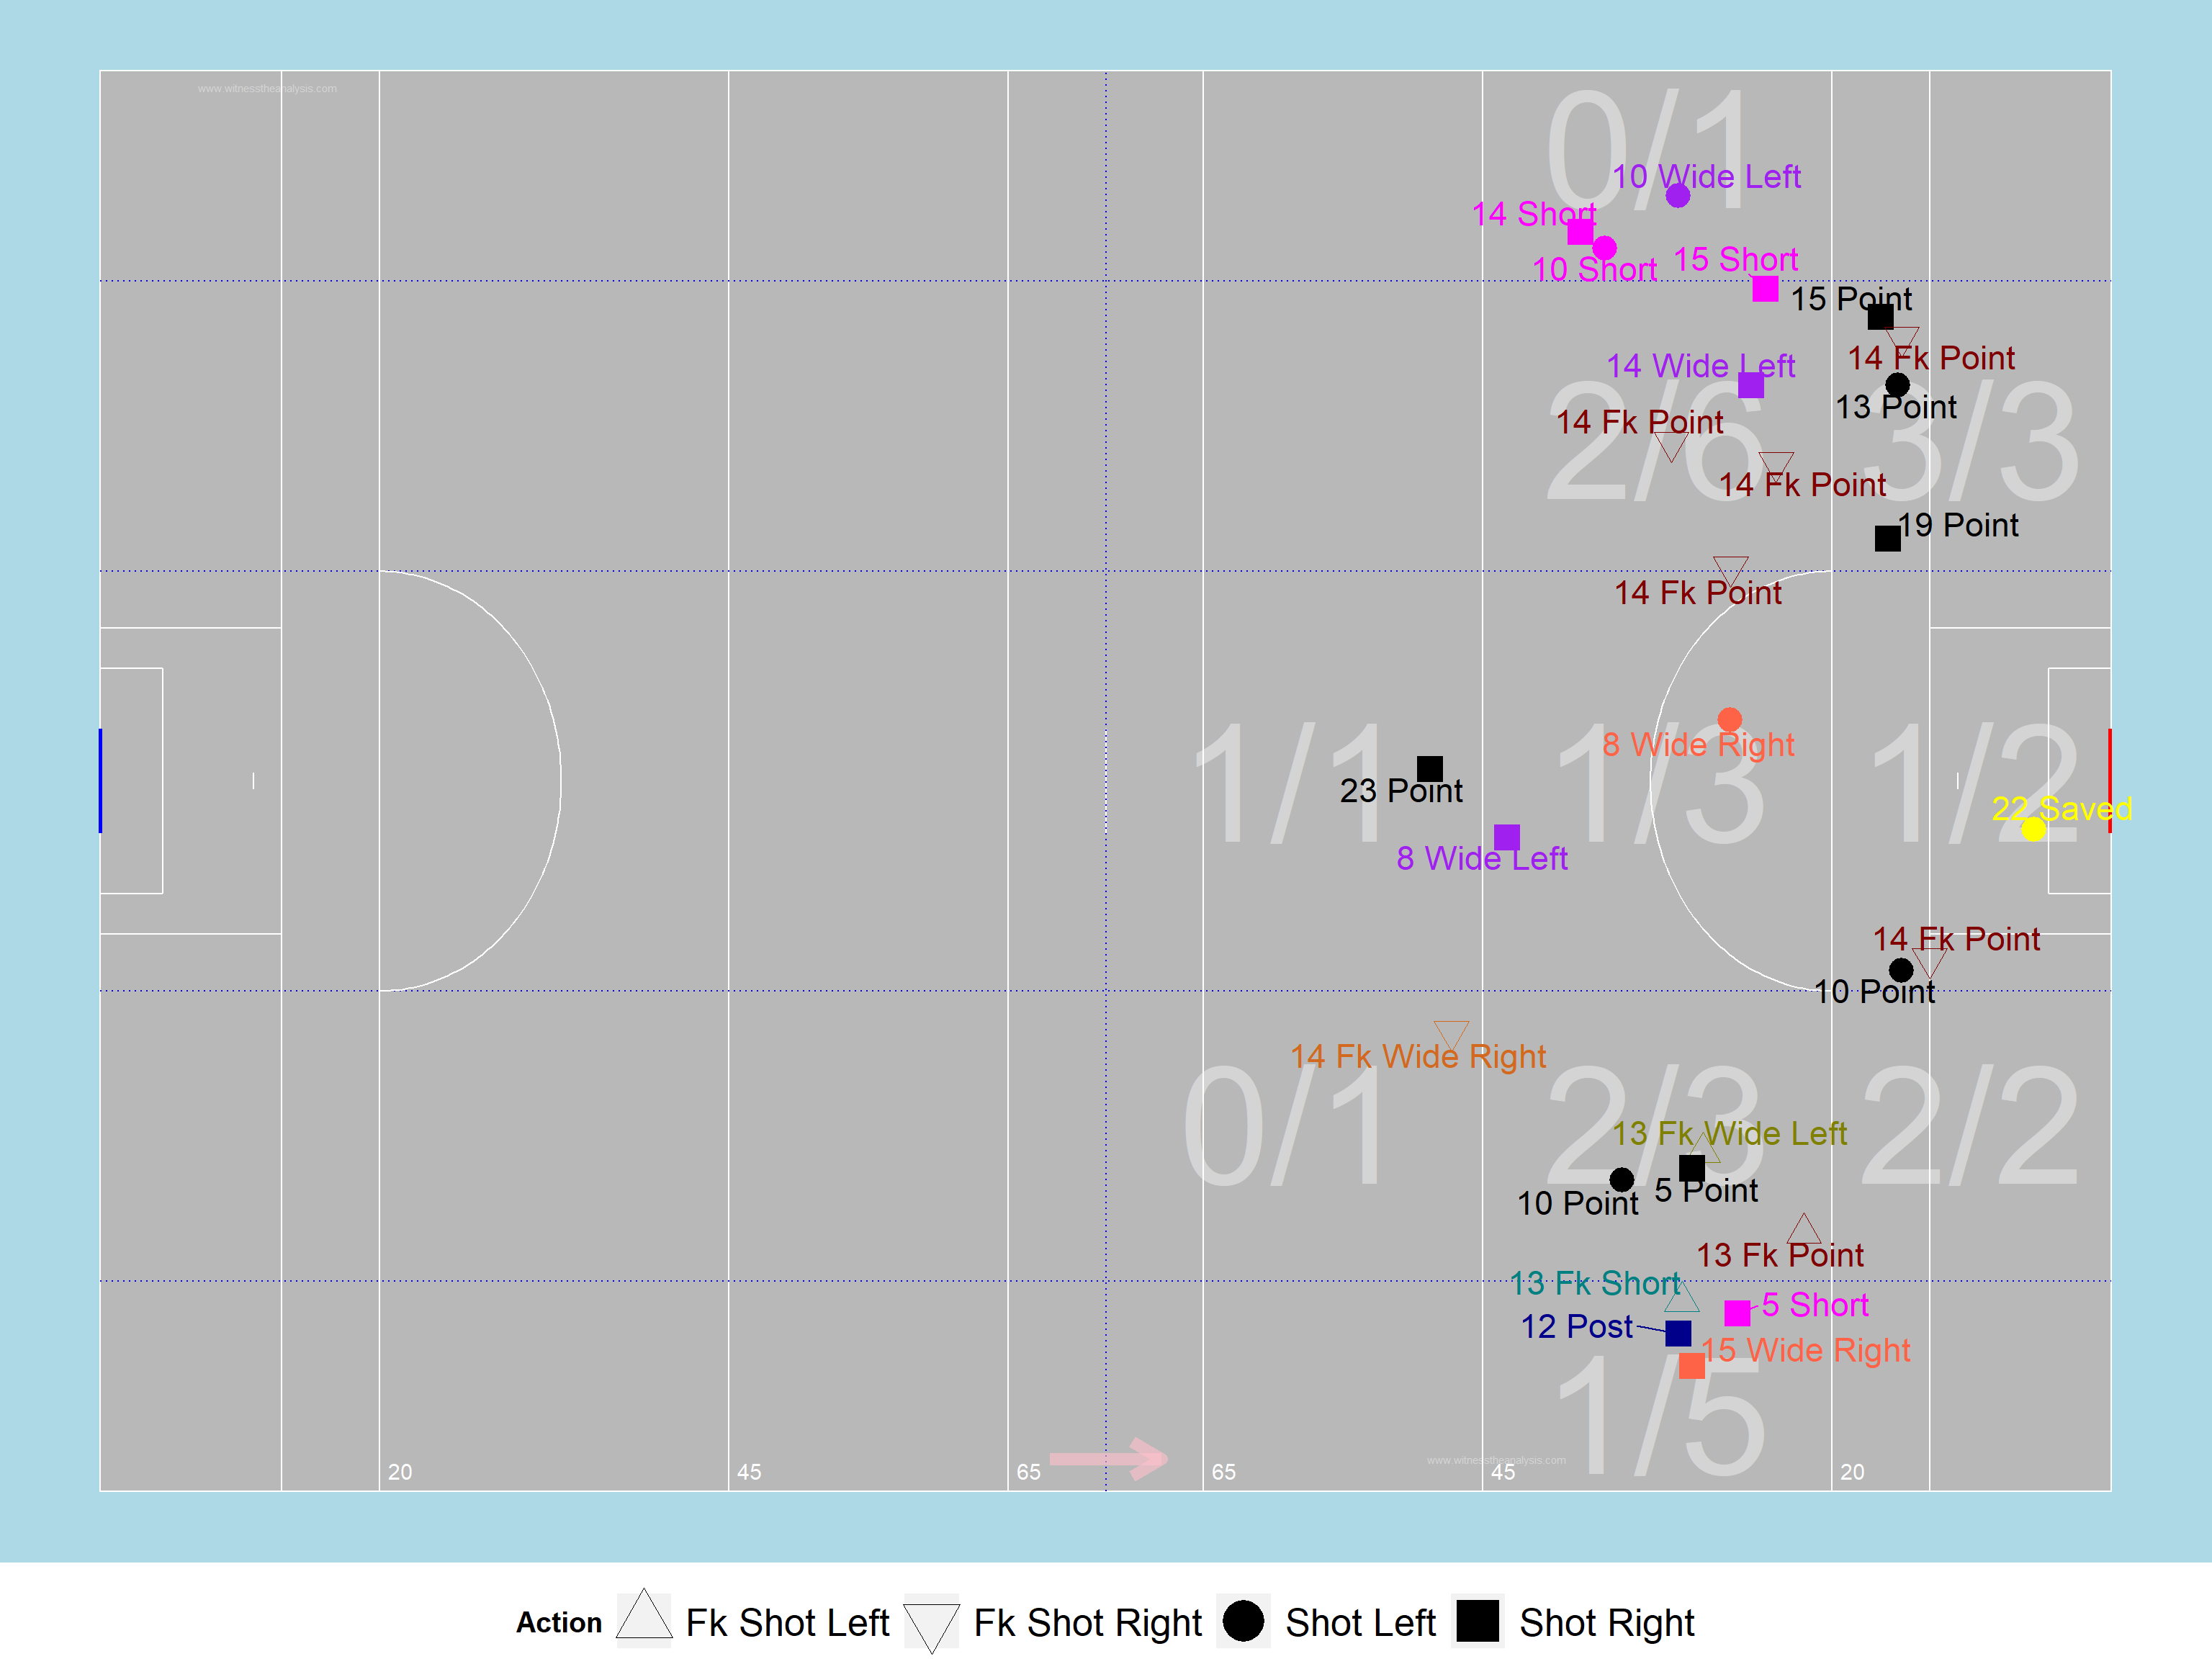 www.witnesstheanalysis.com
0/1
10 Wide Left
14 Short
10 Short
15 Short
15 Point
14 Fk Point
14 Wide Left
13 Point
14 Fk Point
2/6
3/3
14 Fk Point
19 Point
14 Fk Point
8 Wide Right
1/1
1/3
1/2
23 Point
22 Saved
8 Wide Left
14 Fk Point
10 Point
14 Fk Wide Right
0/1
2/3
2/2
13 Fk Wide Left
5 Point
10 Point
13 Fk Point
13 Fk Short
5 Short
12 Post
15 Wide Right
1/5
www.witnesstheanalysis.com
20 45 65 65 45 20
Action Fk Shot Left Fk Shot Right Shot Left Shot Right